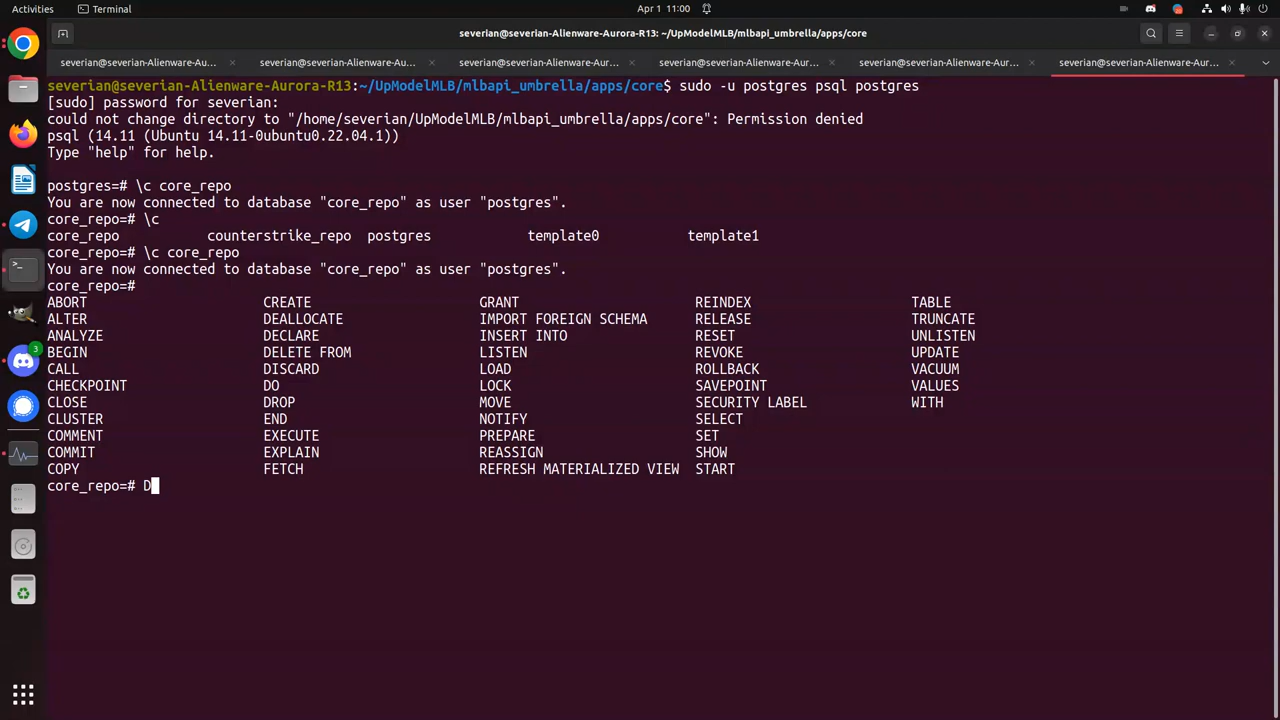 Activities Terminal Apr 1 11:00
severian@severian-Alienware-Aurora-R13: ~/UpModelMLB/mlbapi_umbrella/apps/core
severian@severian-Alienware-Au... severian@severian-Alienware-Aur... severian@severian-Alienware-Aur... severian@severian-Alienware-Aur... severian@severian-Alienware-Aur... severian@severian-Alienware-Aur...
severian@severian-Alienware-Aurora-R13:~/UpModelMLB/mlbapi_umbrella/apps/core$ sudo -u postgres psql postgres
[sudo] password for severian:
could not change directory to "/home/severian/UpModelMLB/mlbapi_umbrella/apps/core": Permission denied
psql (14.11 (Ubuntu 14.11-0ubuntu0.22.04.1))
Type "help" for help.
postgres=# \c core_repo
You are now connected to database "core_repo" as user "postgres".
core_repo=# \c
core_repo counterstrike_repo postgres template0 template1
core_repo=# \c core_repo
You are now connected to database "core_repo" as user "postgres".
core_repo=#
ABORT CREATE GRANT REINDEX TABLE
ALTER DEALLOCATE IMPORT FOREIGN SCHEMA RELEASE TRUNCATE
ANALYZE DECLARE INSERT INTO RESET UNLISTEN
BEGIN DELETE FROM LISTEN REVOKE UPDATE
CALL DISCARD LOAD ROLLBACK VACUUM
CHECKPOINT DO LOCK SAVEPOINT VALUES
CLOSE DROP MOVE SECURITY LABEL WITH
CLUSTER END NOTIFY SELECT
COMMENT EXECUTE PREPARE SET
COMMIT EXPLAIN REASSIGN SHOW
COPY FETCH REFRESH MATERIALIZED VIEW START
core_repo=# D
3